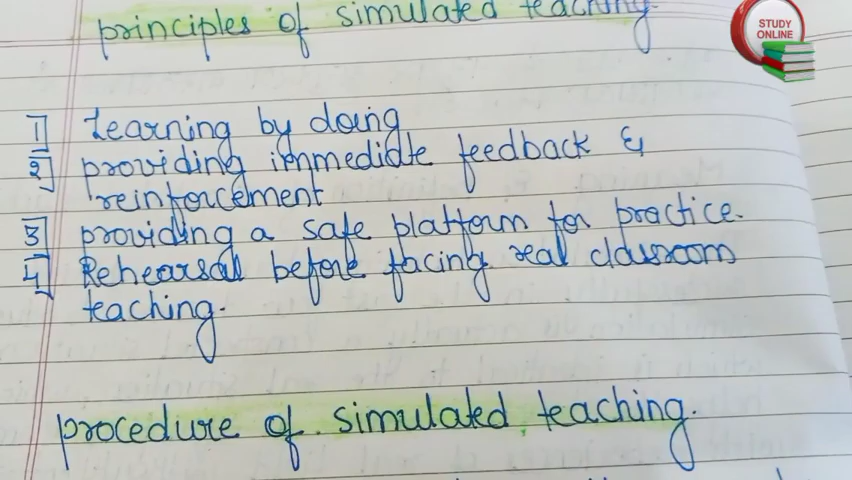 principles of simulated teaching.
STUDY
ONLINE
1] Learning by doing
2] providing immediate feedback &
reinforcement
3] providing a safe platform for practice.
4] Rehearsal before facing real classroom
teaching.
procedure of simulated teaching.